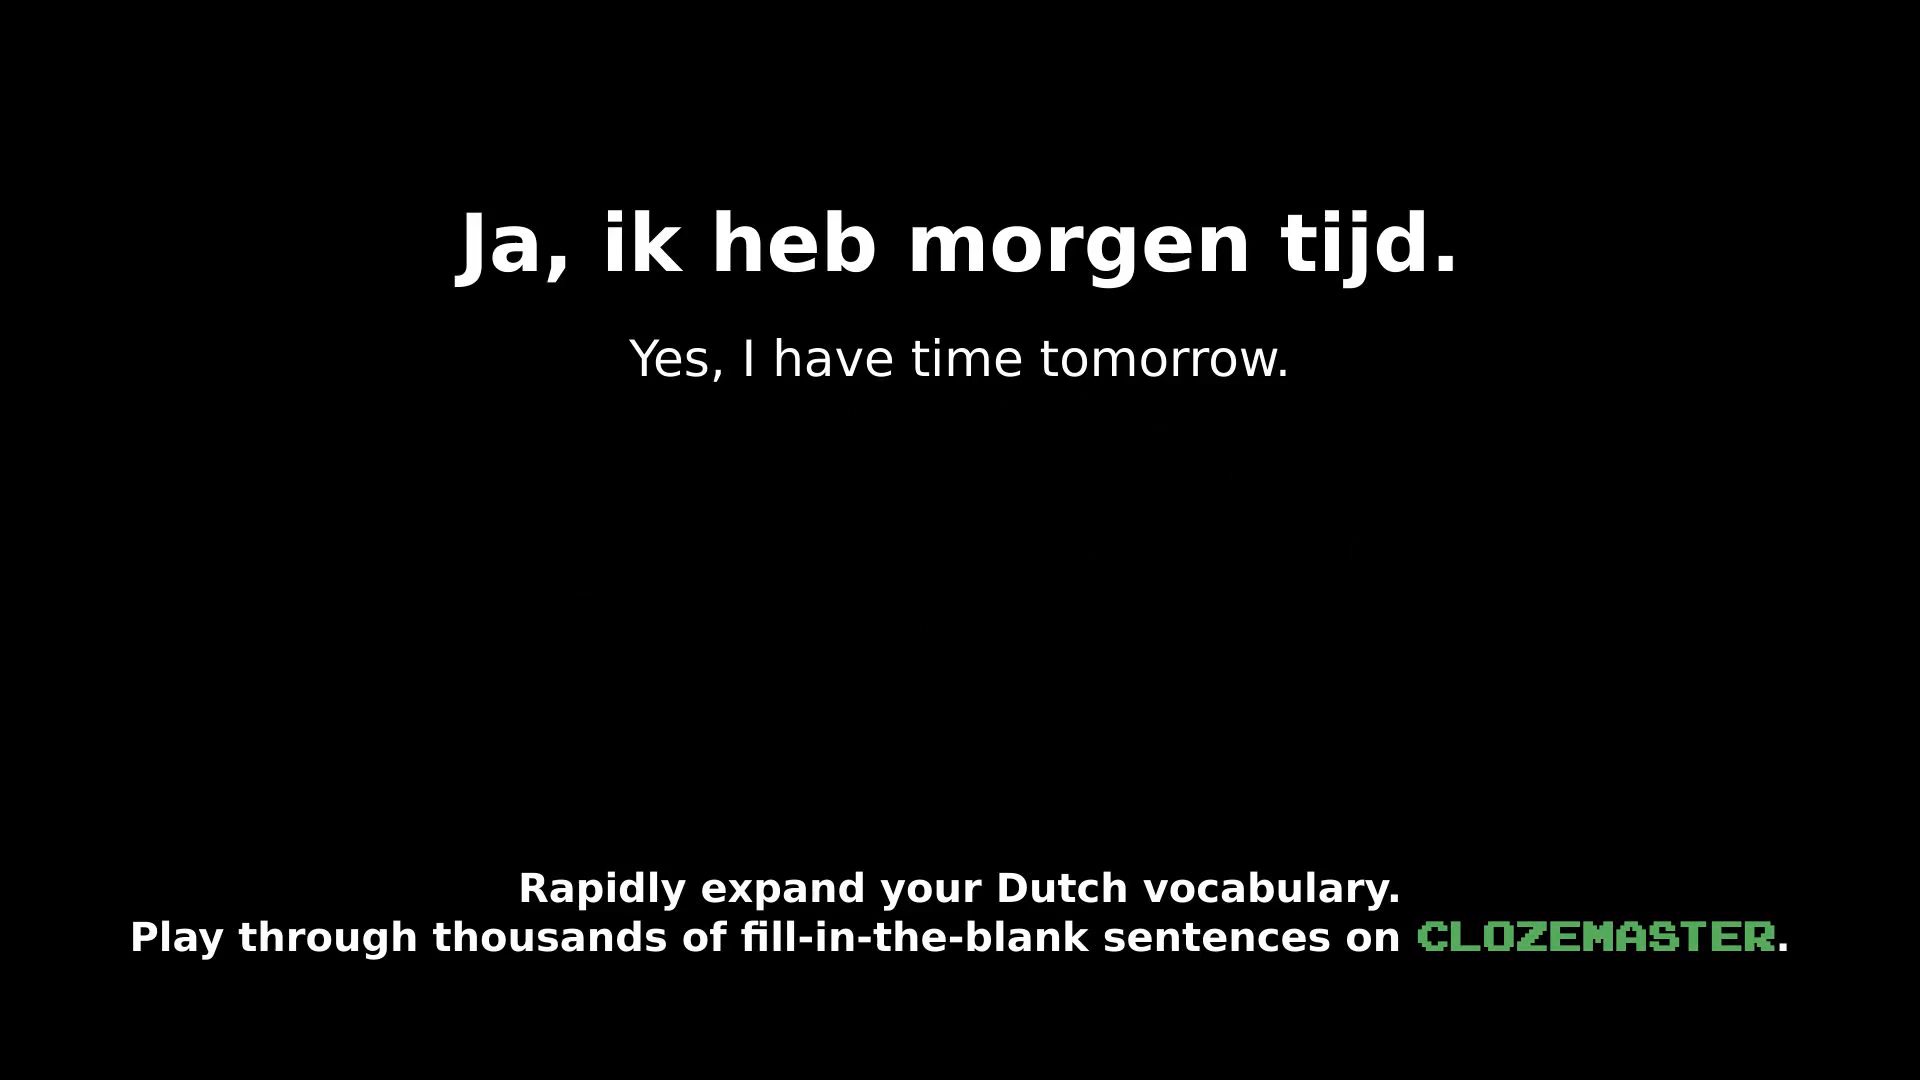 Ja, ik heb morgen tijd.
Yes, I have time tomorrow.
Rapidly expand your Dutch vocabulary.
Play through thousands of fill-in-the-blank sentences on CLOZEMASTER.